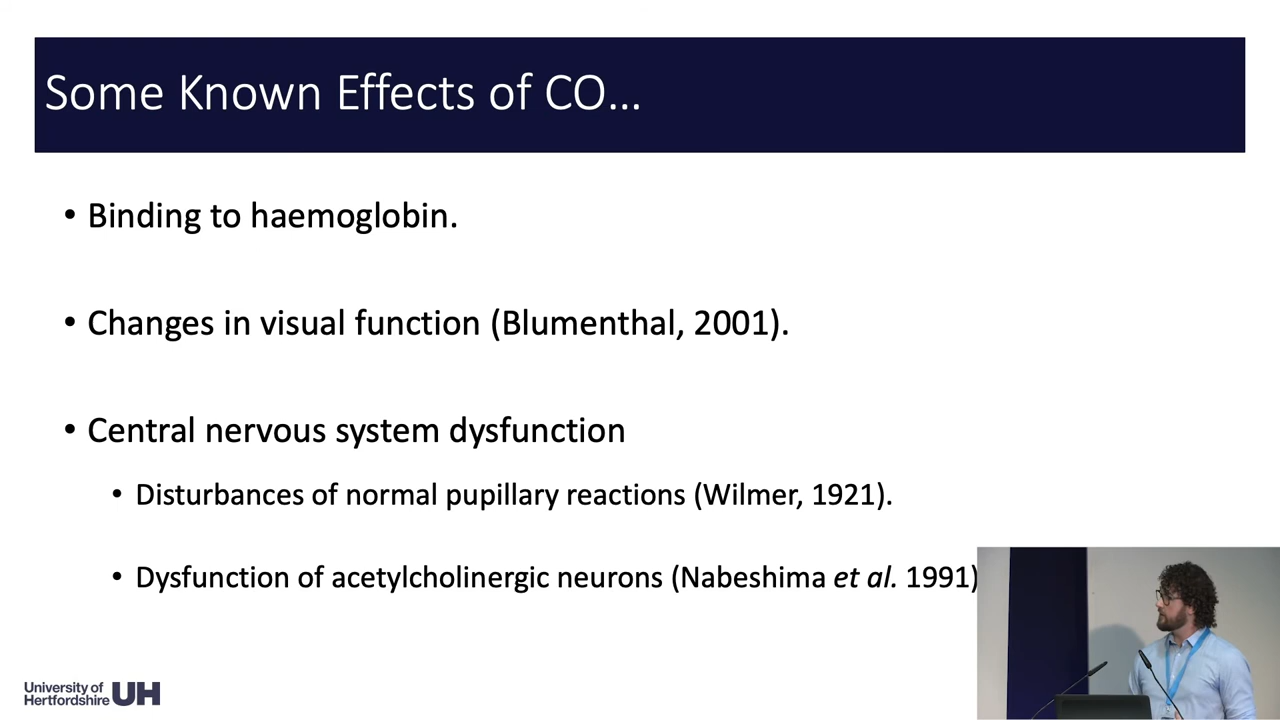 Some Known Effects of CO…
• Binding to haemoglobin.
• Changes in visual function (Blumenthal, 2001).
• Central nervous system dysfunction
• Disturbances of normal pupillary reactions (Wilmer, 1921).
• Dysfunction of acetylcholinergic neurons (Nabeshima et al. 1991)
University of
Hertfordshire UH